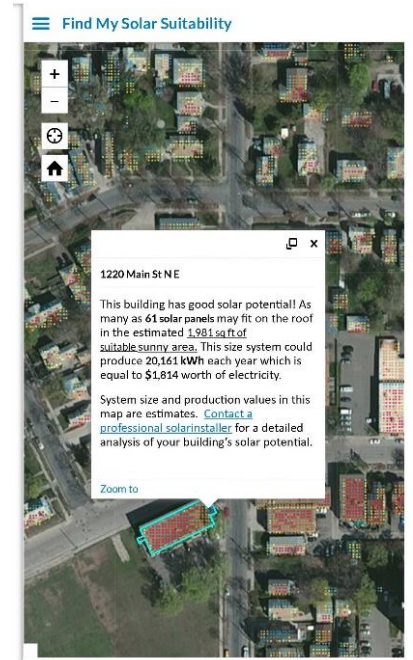 Find My Solar Suitability
+
−
x
1220 Main St N E
This building has good solar potential! As
many as 61 solar panels may fit on the roof
in the estimated 1,981 sq ft of
suitable sunny area. This size system could
produce 20,161 kWh each year which is
equal to $1,814 worth of electricity.
System size and production values in this
map are estimates. Contact a
professional solarinstaller for a detailed
analysis of your building's solar potential.
Zoom to